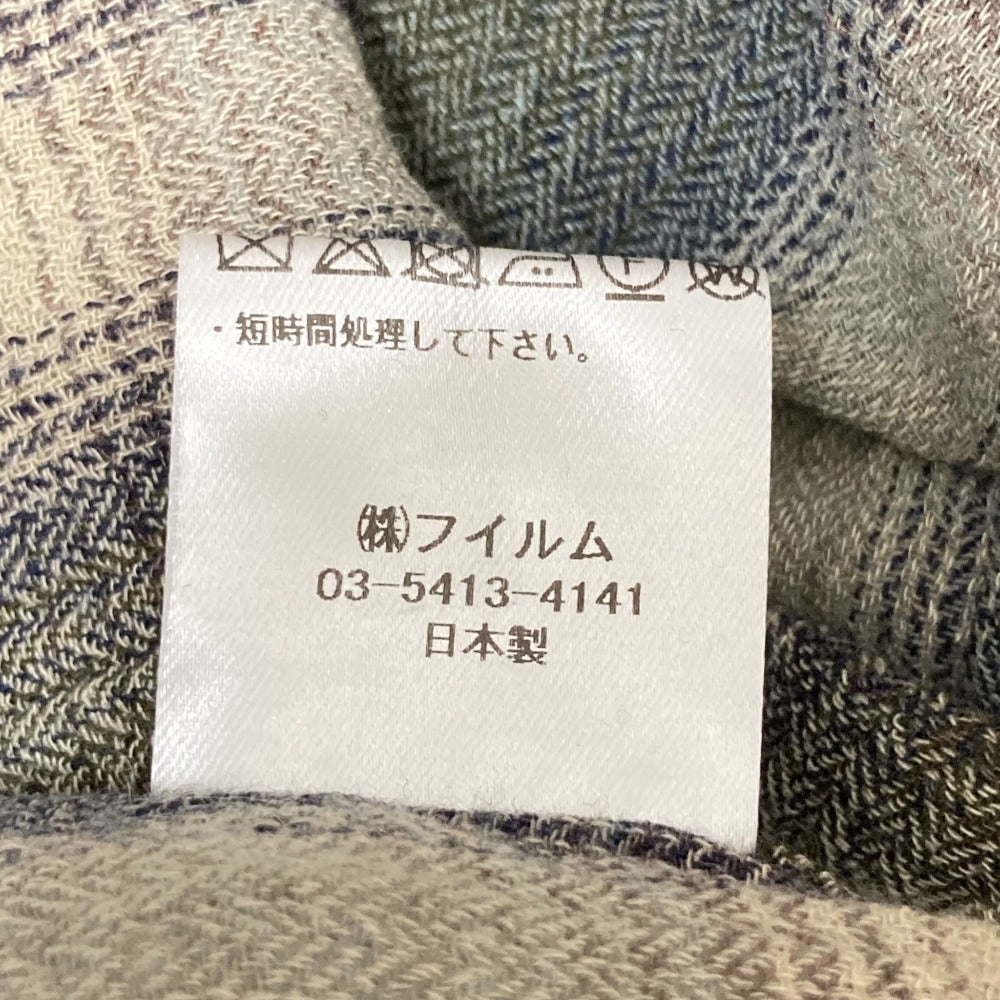 ・短時間処理して下さい。
㈱フイルム
03-5413-4141
日本製